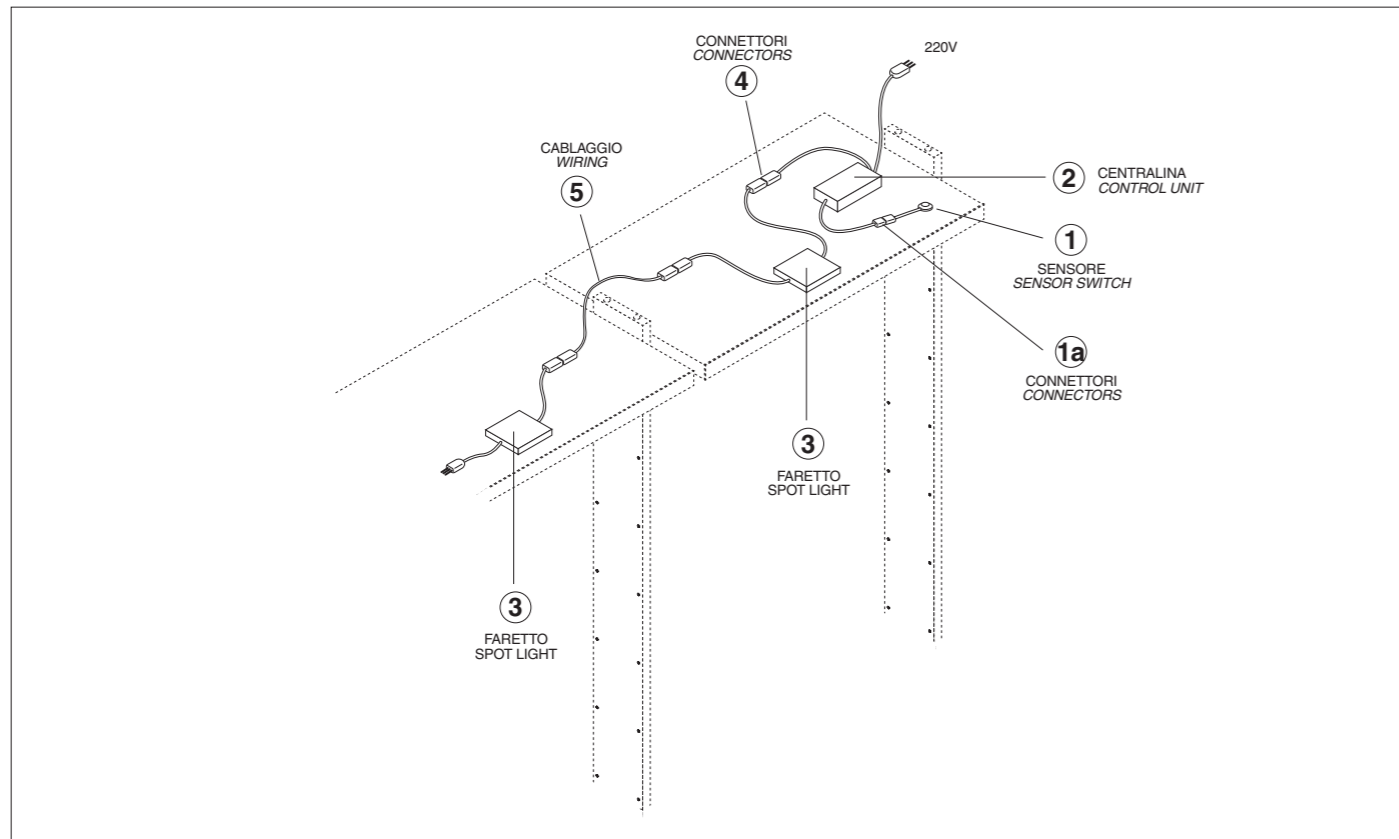 CONNETTORI
CONNECTORS
4
220V
CABLAGGIO
WIRING
5
2
CENTRALINA
CONTROL UNIT
1
SENSORE
SENSOR SWITCH
1a
CONNETTORI
CONNECTORS
3
FARETTO
SPOT LIGHT
3
FARETTO
SPOT LIGHT